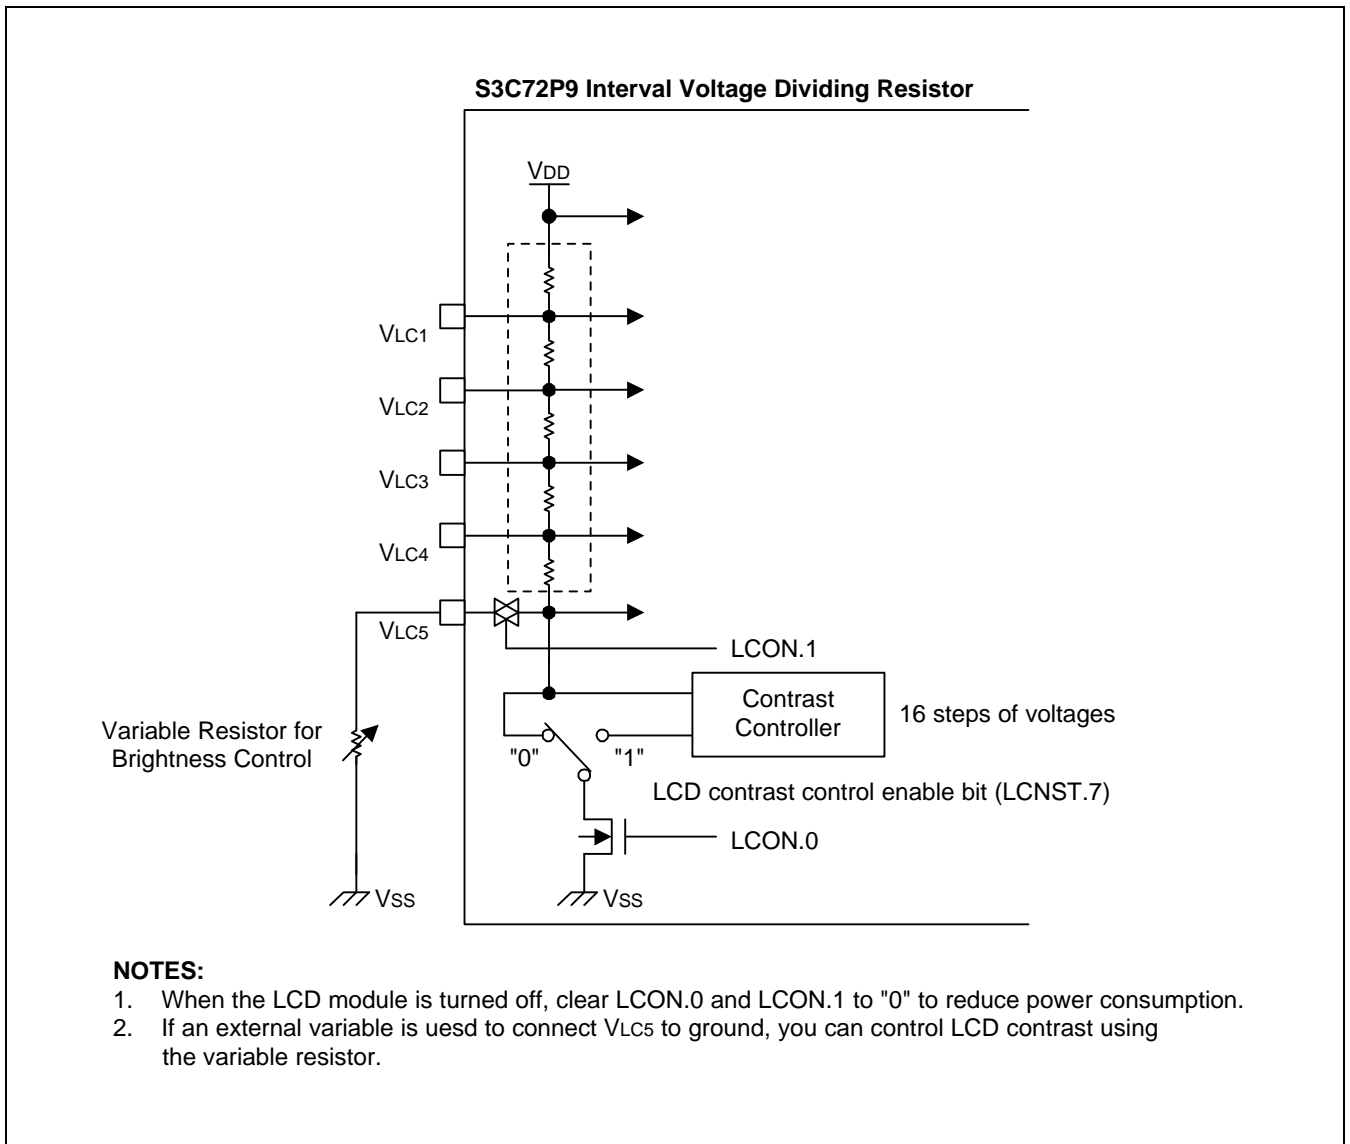 S3C72P9 Interval Voltage Dividing Resistor
VDD
VLC1
VLC2
VLC3
VLC4
VLC5
LCON.1
Contrast
Controller
16 steps of voltages
Variable Resistor for
Brightness Control
"0"
"1"
LCD contrast control enable bit (LCNST.7)
LCON.0
VSS
VSS
NOTES:
1. When the LCD module is turned off, clear LCON.0 and LCON.1 to "0" to reduce power consumption.
2. If an external variable is uesd to connect VLC5 to ground, you can control LCD contrast using
the variable resistor.